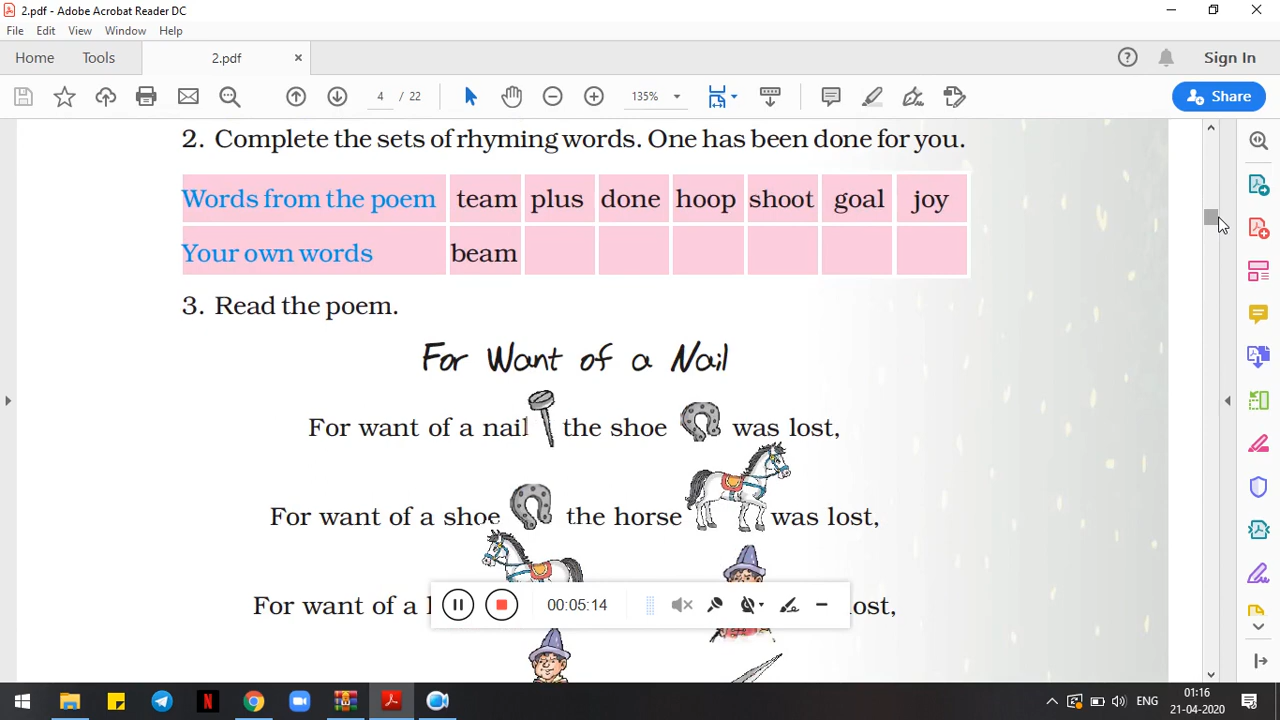 2.pdf - Adobe Acrobat Reader DC
File Edit View Window Help
Home Tools 2.pdf × Sign In
4 / 22 135% Share
2. Complete the sets of rhyming words. One has been done for you.
Words from the poem team plus done hoop shoot goal joy
Your own words beam
3. Read the poem.
For Want of a Nail
For want of a nail the shoe was lost,
For want of a shoe the horse was lost,
For want of a lost,
00:05:14
ENG 01:16
21-04-2020